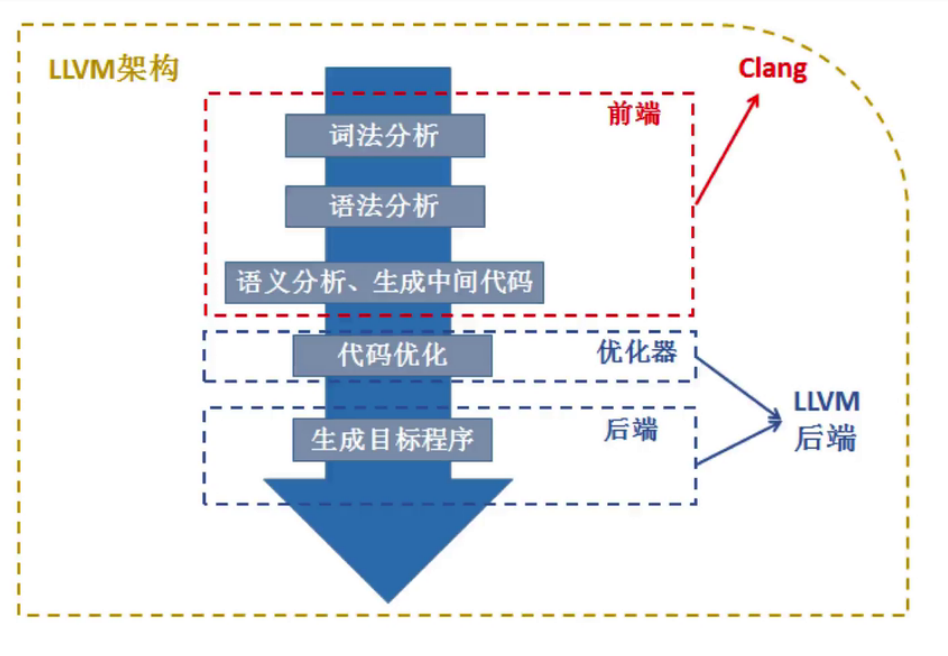 LLVM架构
Clang
前端
词法分析
语法分析
语义分析、生成中间代码
代码优化
优化器
生成目标程序
后端
LLVM
后端